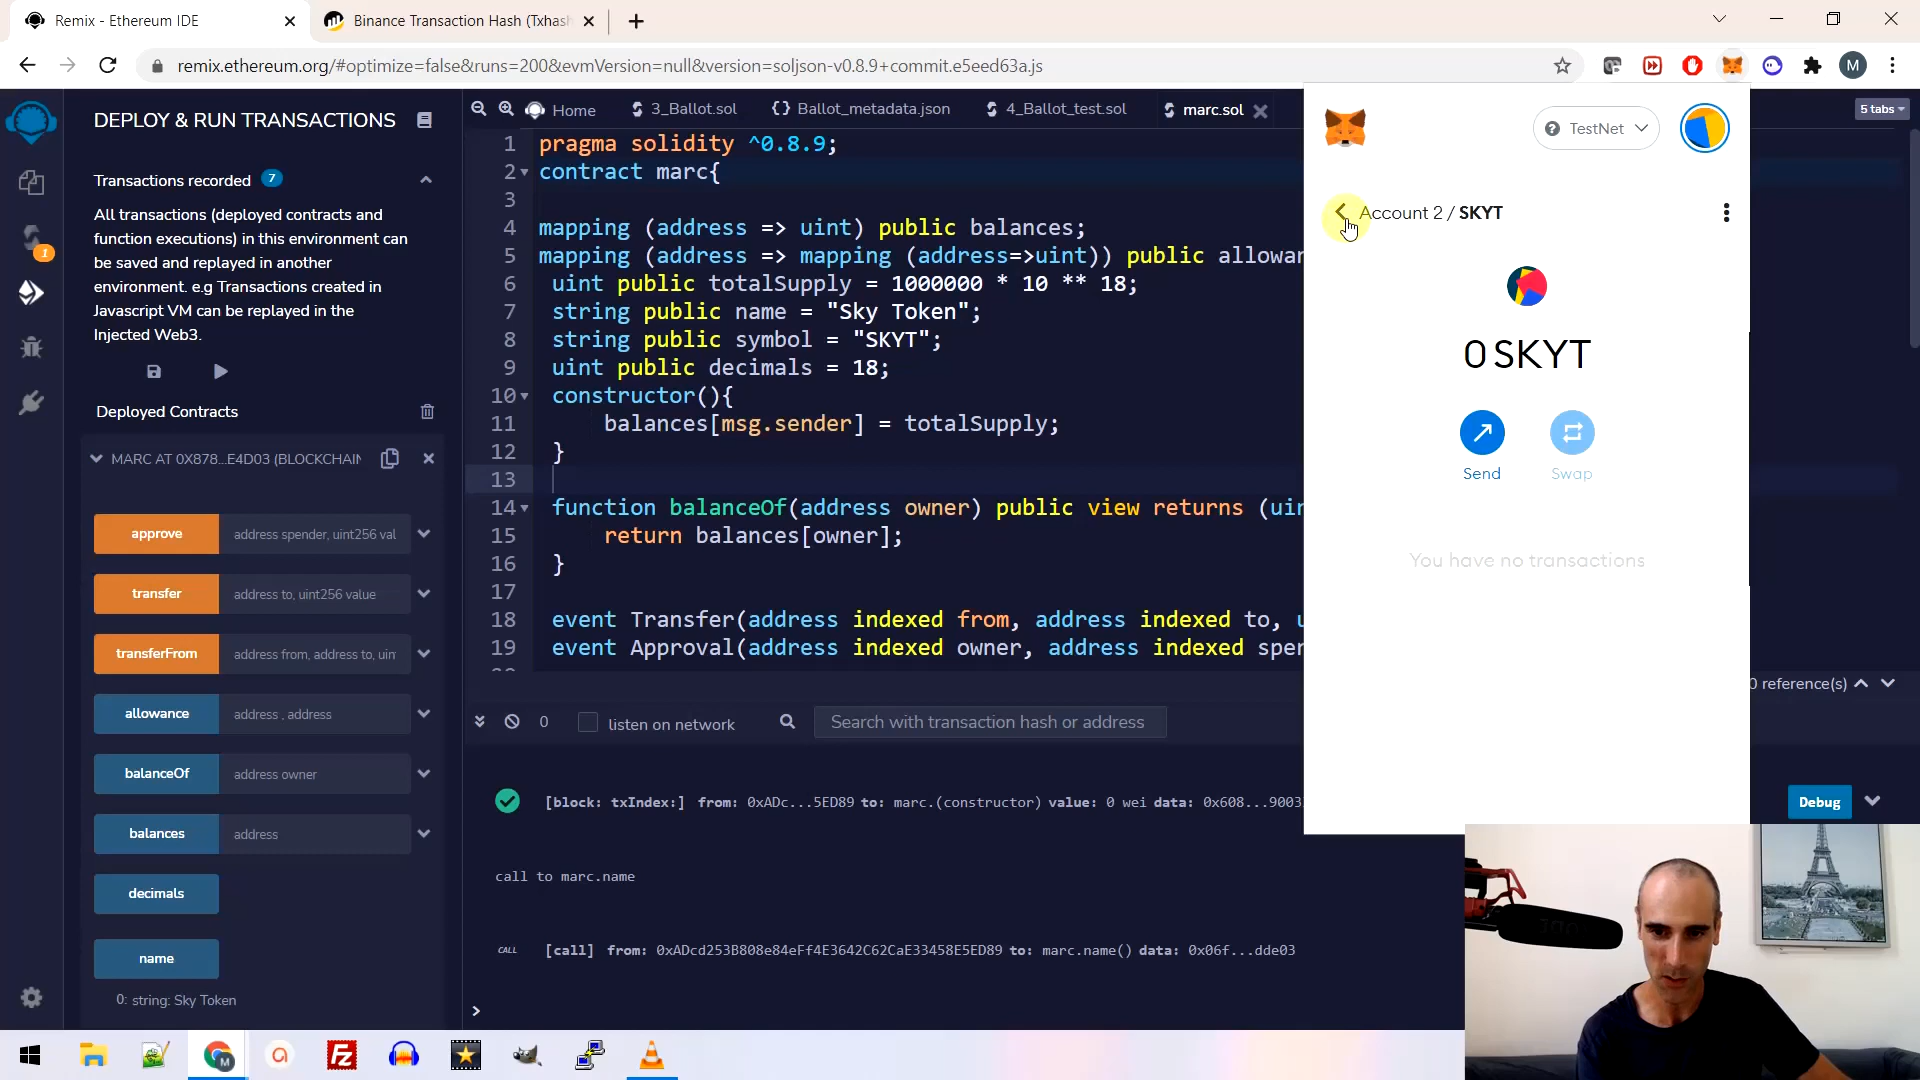 Remix - Ethereum IDE
Binance Transaction Hash (Txhash
remix.ethereum.org/#optimize=false&runs=200&evmVersion=null&version=soljson-v0.8.9+commit.e5eed63a.js
M
DEPLOY & RUN TRANSACTIONS
Transactions recorded 7
All transactions (deployed contracts and
function executions) in this environment can
be saved and replayed in another
environment. e.g Transactions created in
Javascript VM can be replayed in the
Injected Web3.
1
Deployed Contracts
MARC AT 0X878...E4D03 (BLOCKCHAIN
approve address spender, uint256 val
transfer address to, uint256 value
transferFrom address from, address to, uin
allowance address , address
balanceOf address owner
balances address
decimals
name
0: string: Sky Token
Home
3_Ballot.sol
Ballot_metadata.json
4_Ballot_test.sol
marc.sol
5 tabs
1 pragma solidity ^0.8.9;
2 contract marc{
3
4 mapping (address => uint) public balances;
5 mapping (address => mapping (address=>uint)) public allowan
6 uint public totalSupply = 1000000 * 10 ** 18;
7 string public name = "Sky Token";
8 string public symbol = "SKYT";
9 uint public decimals = 18;
10 constructor(){
11 balances[msg.sender] = totalSupply;
12 }
13
14 function balanceOf(address owner) public view returns (uin
15 return balances[owner];
16 }
17
18 event Transfer(address indexed from, address indexed to, u
19 event Approval(address indexed owner, address indexed spen
0 reference(s)
0 listen on network Search with transaction hash or address
[block: txIndex:] from: 0xADc...5ED89 to: marc.(constructor) value: 0 wei data: 0x608...9003
Debug
call to marc.name
CALL [call] from: 0xADcd253B808e84eFf4E3642C62CaE33458E5ED89 to: marc.name() data: 0x06f...dde03
>
TestNet
Account 2 / SKYT
0 SKYT
Send
Swap
You have no transactions